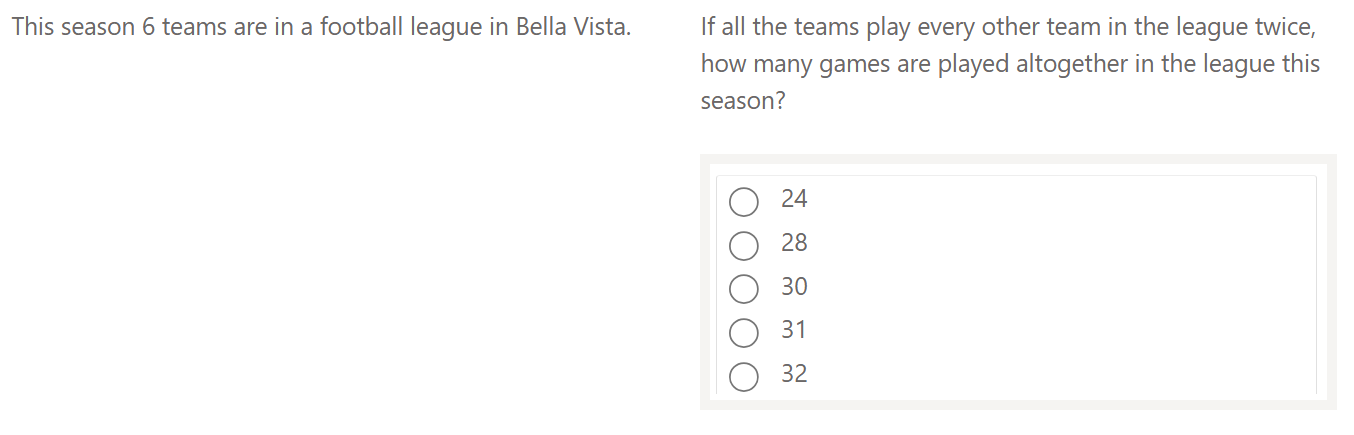 This season 6 teams are in a football league in Bella Vista.
If all the teams play every other team in the league twice,
how many games are played altogether in the league this
season?
24
28
30
31
32